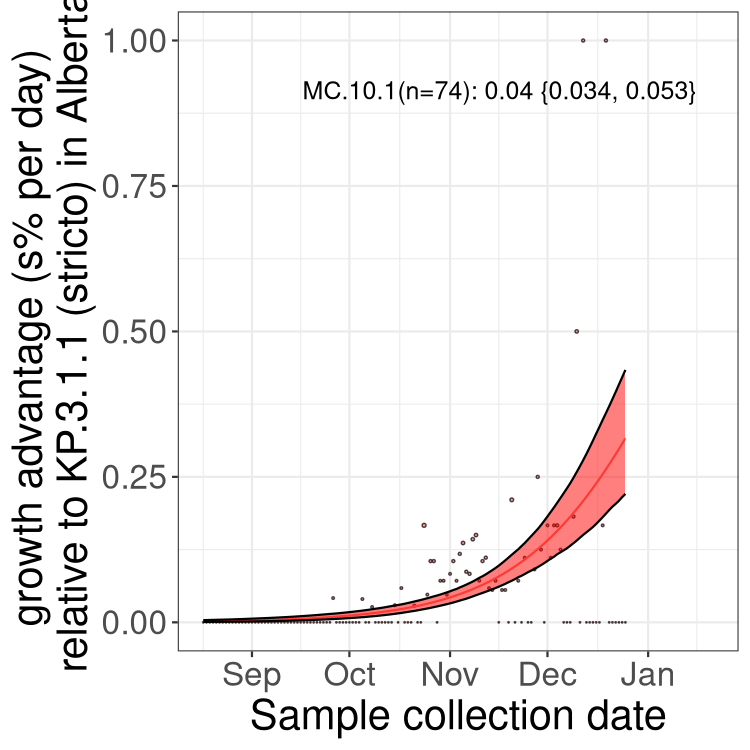 growth advantage (s% per day)
relative to KP.3.1.1 (stricto) in Alberta
1.00
0.75
0.50
0.25
0.00
MC.10.1(n=74): 0.04 {0.034, 0.053}
Sep Oct Nov Dec Jan
Sample collection date